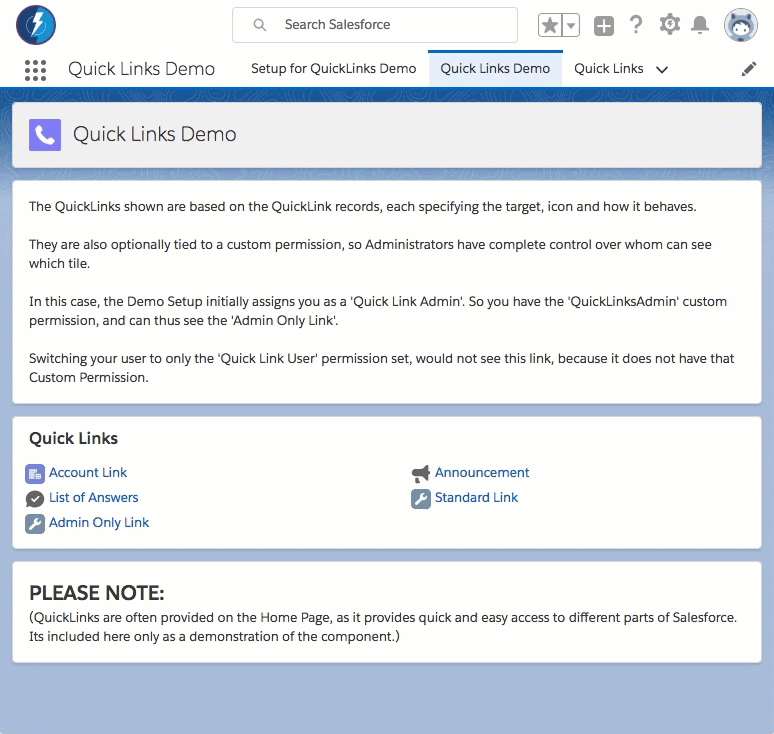 Search Salesforce
Quick Links Demo
Setup for QuickLinks Demo
Quick Links Demo
Quick Links
Quick Links Demo
The QuickLinks shown are based on the QuickLink records, each specifying the target, icon and how it behaves.
They are also optionally tied to a custom permission, so Administrators have complete control over whom can see
which tile.
In this case, the Demo Setup initially assigns you as a 'Quick Link Admin'. So you have the 'QuickLinksAdmin' custom
permission, and can thus see the 'Admin Only Link'.
Switching your user to only the 'Quick Link User' permission set, would not see this link, because it does not have that
Custom Permission.
Quick Links
Account Link
Announcement
List of Answers
Standard Link
Admin Only Link
PLEASE NOTE:
(QuickLinks are often provided on the Home Page, as it provides quick and easy access to different parts of Salesforce.
Its included here only as a demonstration of the component.)